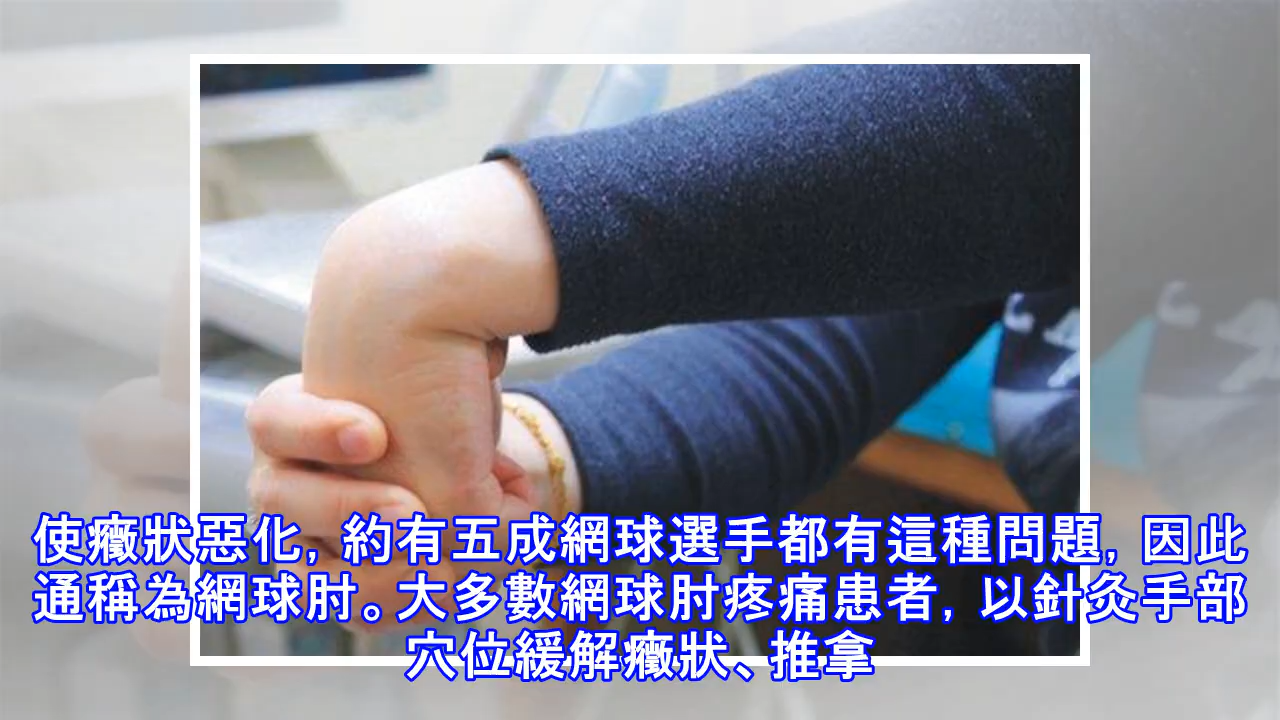 使癥狀惡化, 約有五成網球選手都有這種問題, 因此
通稱為網球肘。大多數網球肘疼痛患者, 以針灸手部
穴位緩解癥狀、推拿